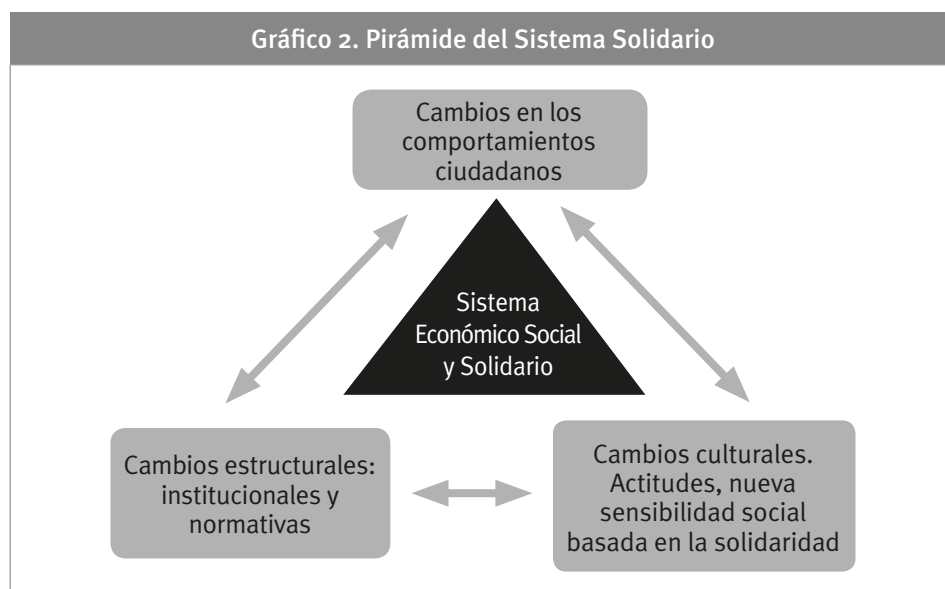 Gráfico 2. Pirámide del Sistema Solidario
Cambios en los
comportamientos
ciudadanos
Sistema
Económico Social
y Solidario
Cambios estructurales:
institucionales y
normativas
Cambios culturales.
Actitudes, nueva
sensibilidad social
basada en la solidaridad